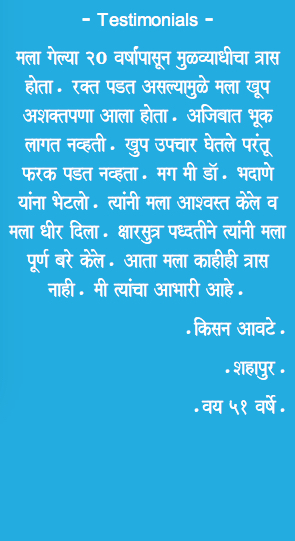 - Testimonials -
मला गेल्या २० वर्षांपासून मुळव्याधीचा त्रास
होता. रक्त पडत असल्यामुळे मला खूप
अशक्तपणा आला होता. अजिबात भूक
लागत नव्हती. खुप उपचार घेतले परंतू
फरक पडत नव्हता. मग मी डॉ. भदाणे
यांना भेटलो. त्यांनी मला आश्वस्त केले व
मला धीर दिला. क्षारसुत्र पध्दतीने त्यांनी मला
पूर्ण बरे केले. आता मला काहीही त्रास
नाही. मी त्यांचा आभारी आहे.
.किसन आवटे.
.शहापुर.
.वय ५१ वर्षे.